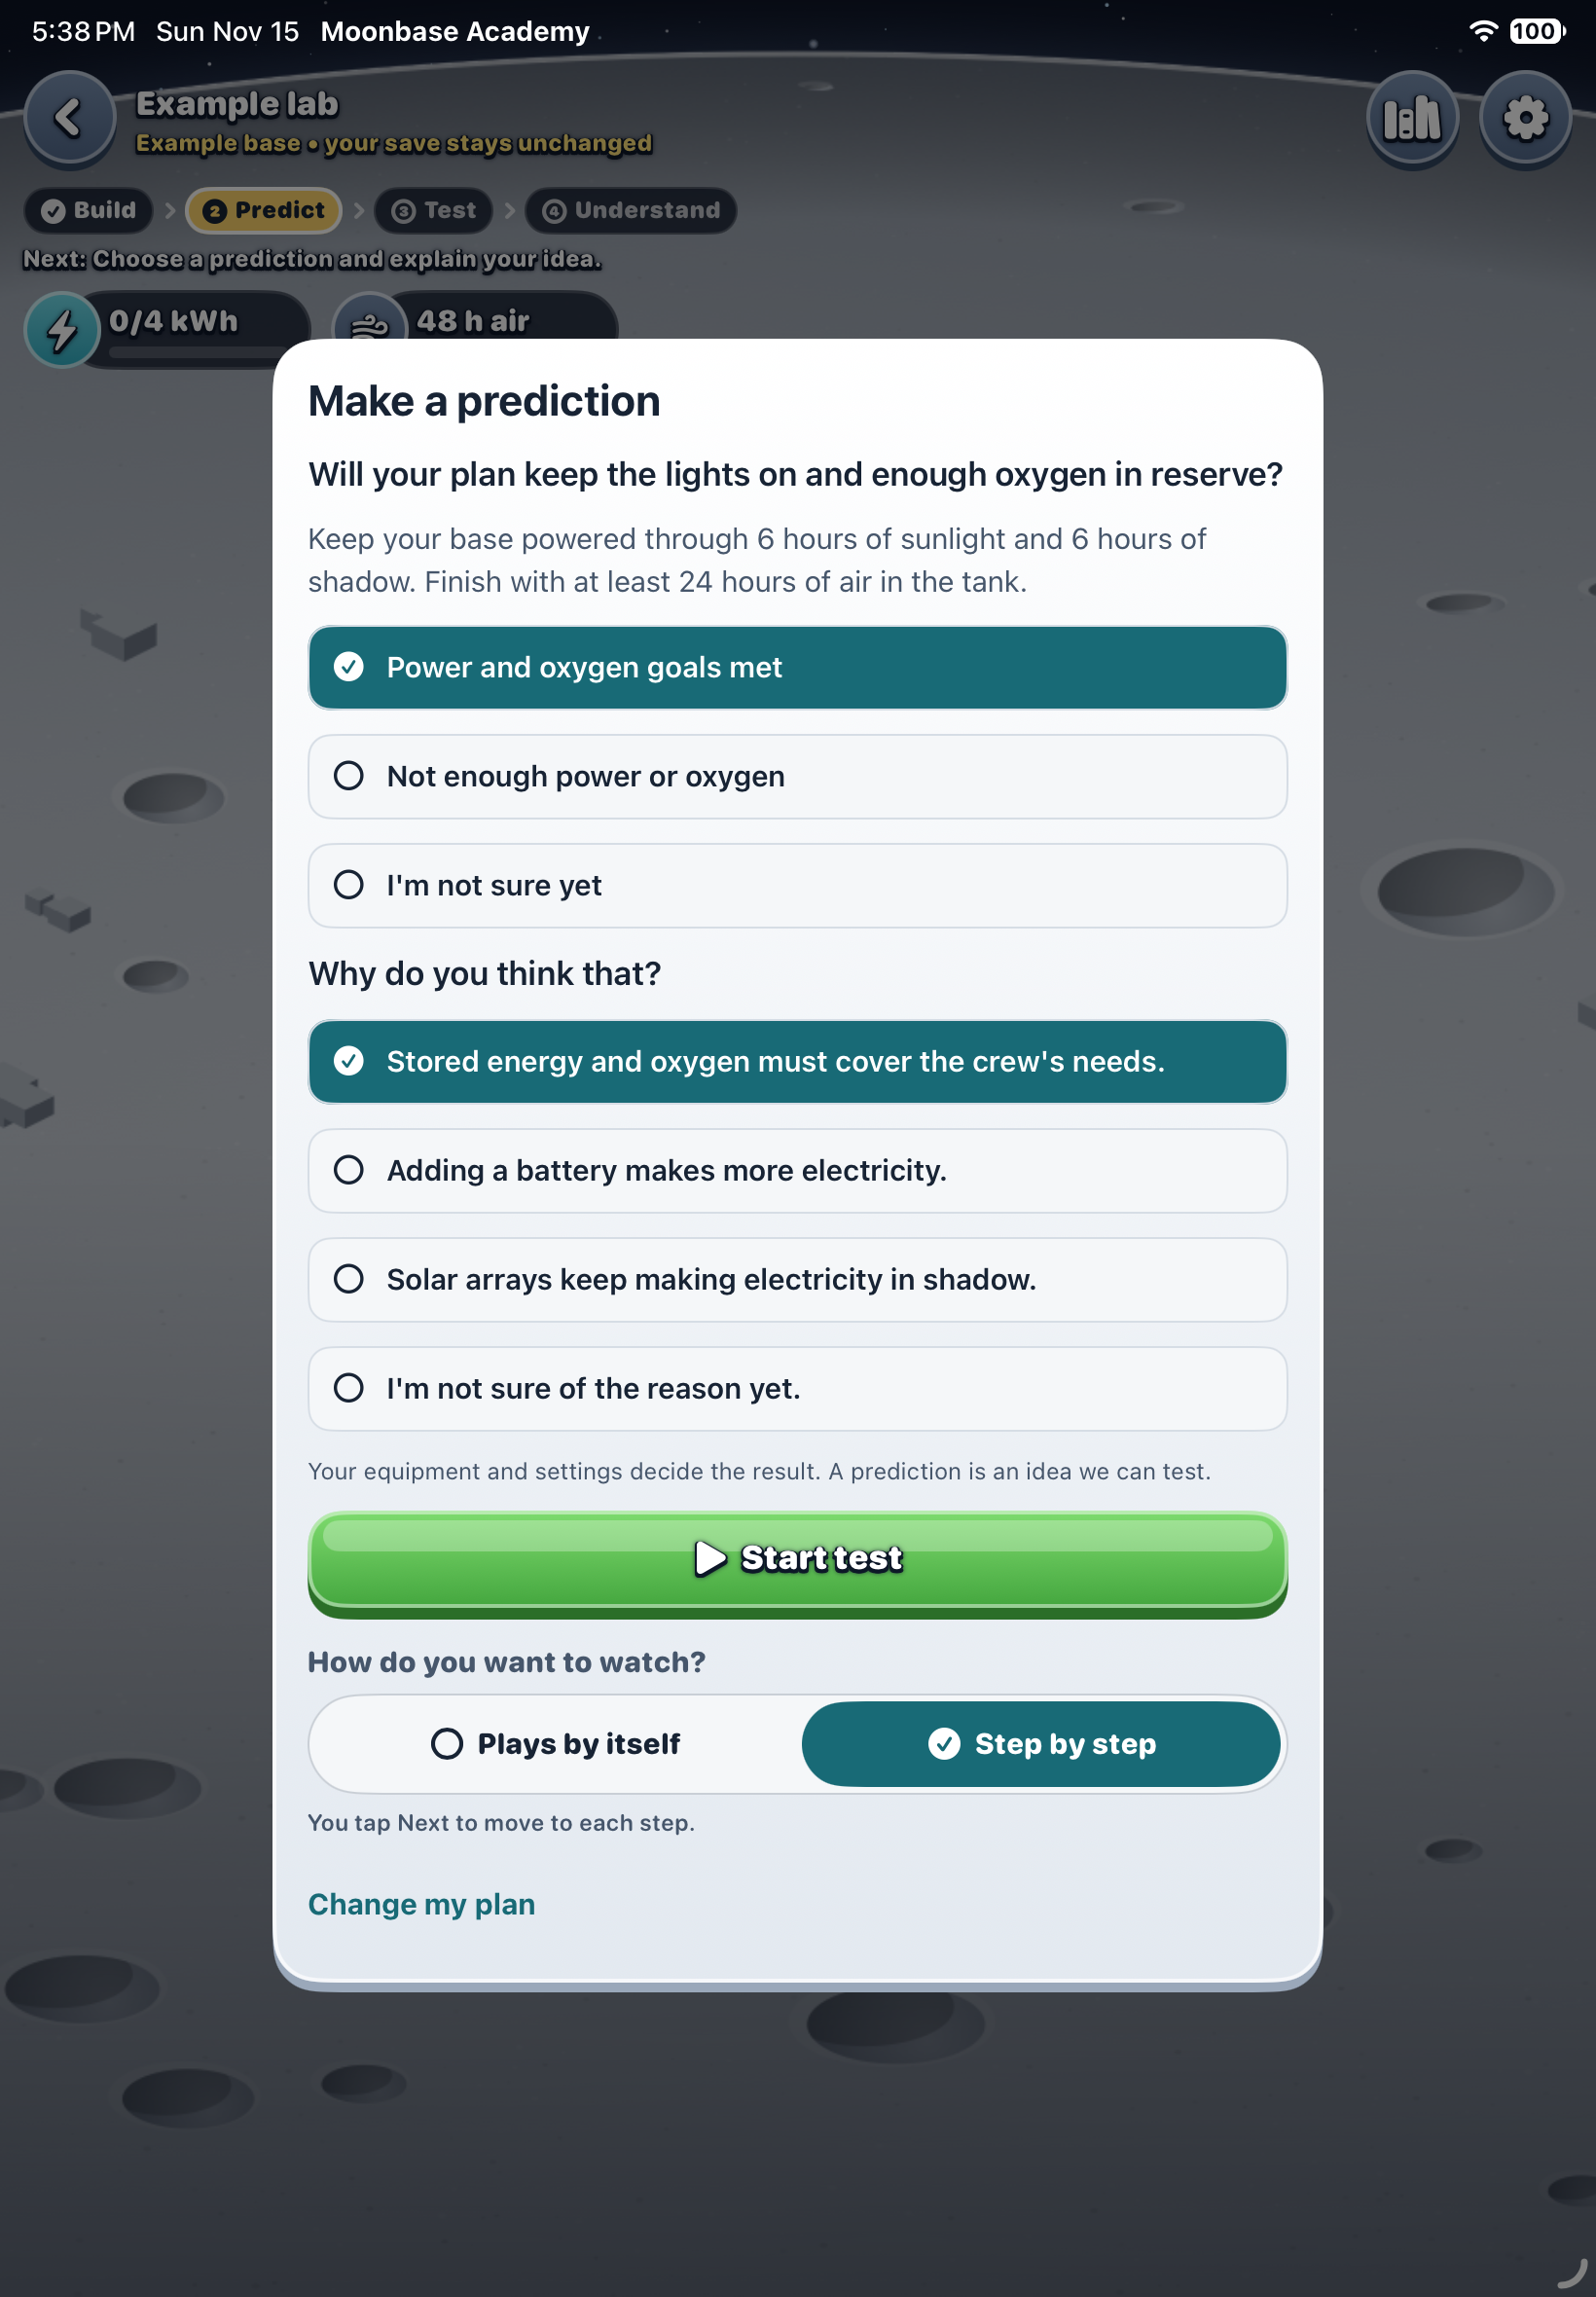 5:38 PM Sun Nov 15 Moonbase Academy
100
Example lab
Example base • your save stays unchanged
Build
2 Predict
3 Test
4 Understand
Next: Choose a prediction and explain your idea.
0/4 kWh
48 h air
Make a prediction
Will your plan keep the lights on and enough oxygen in reserve?
Keep your base powered through 6 hours of sunlight and 6 hours of
shadow. Finish with at least 24 hours of air in the tank.
Power and oxygen goals met
Not enough power or oxygen
I'm not sure yet
Why do you think that?
Stored energy and oxygen must cover the crew's needs.
Adding a battery makes more electricity.
Solar arrays keep making electricity in shadow.
I'm not sure of the reason yet.
Your equipment and settings decide the result. A prediction is an idea we can test.
Start test
How do you want to watch?
Plays by itself
Step by step
You tap Next to move to each step.
Change my plan